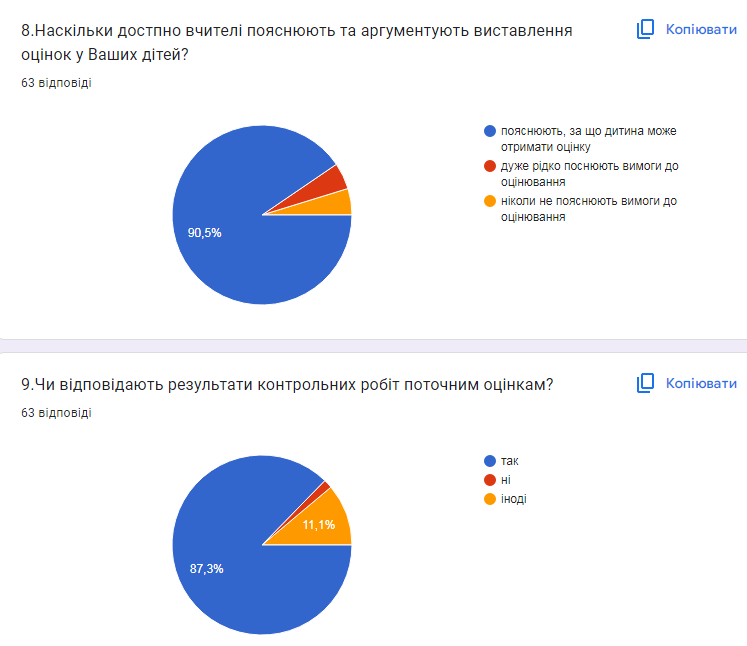 8.Наскільки достпно вчителі пояснюють та аргументують виставлення
оцінок у Ваших дітей?
Копіювати
63 відповіді
пояснюють, за що дитина може
отримати оцінку
дуже рідко поснюють вимоги до
оцінювання
ніколи не пояснюють вимоги до
оцінювання
90,5%
9.Чи відповідають результати контрольних робіт поточним оцінкам?
Копіювати
63 відповіді
так
ні
іноді
11,1%
87,3%